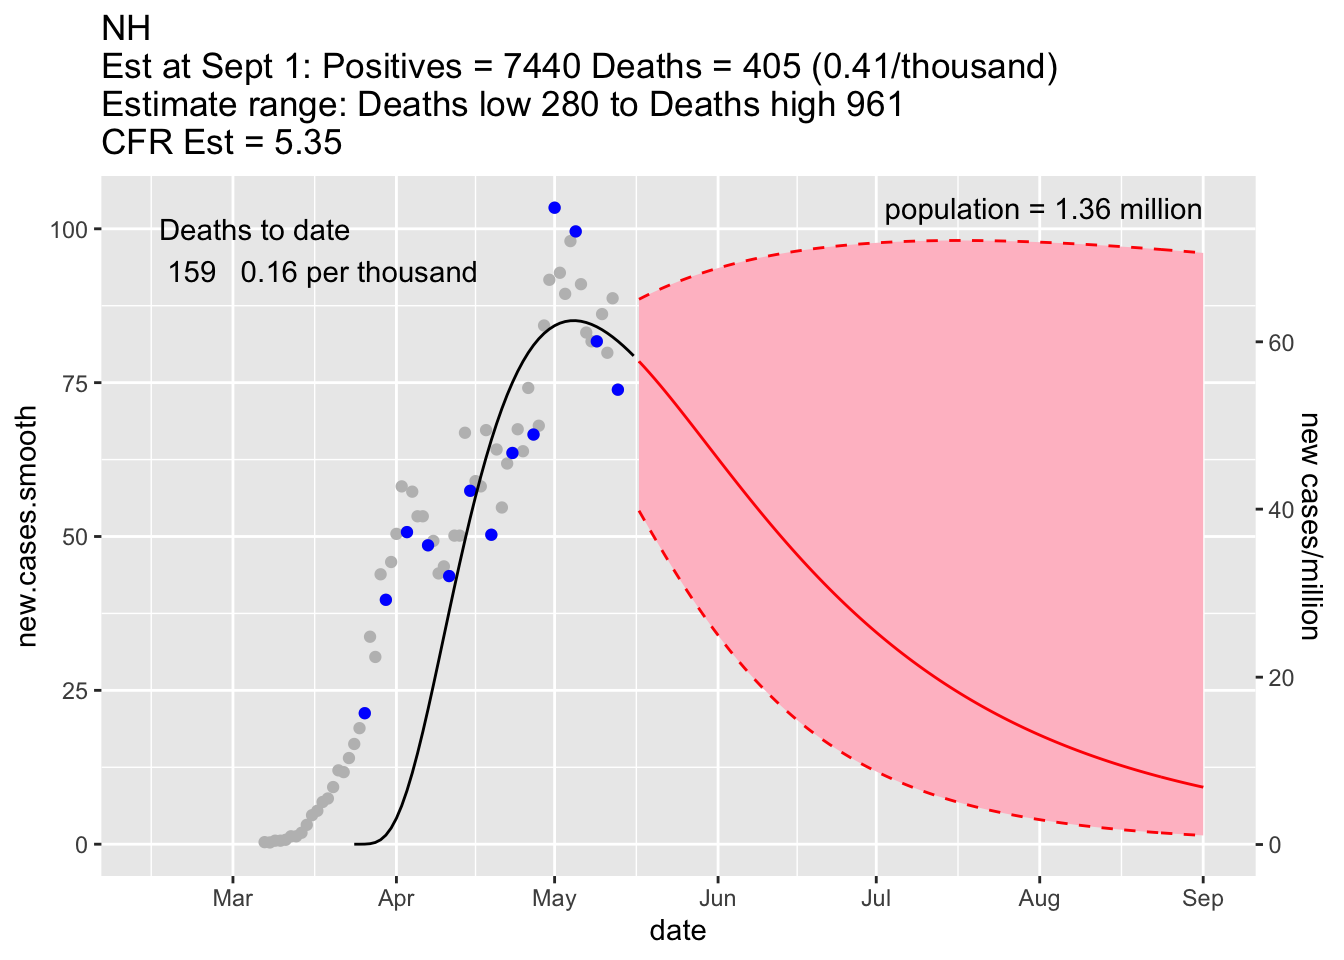 NH
Est at Sept 1: Positives = 7440 Deaths = 405 (0.41/thousand)
Estimate range: Deaths low 280 to Deaths high 961
CFR Est = 5.35
population = 1.36 million
Deaths to date
159 0.16 per thousand
new.cases.smooth
100
75
50
25
0
60
40
20
0
new cases/million
Mar Apr May Jun Jul Aug Sep
date